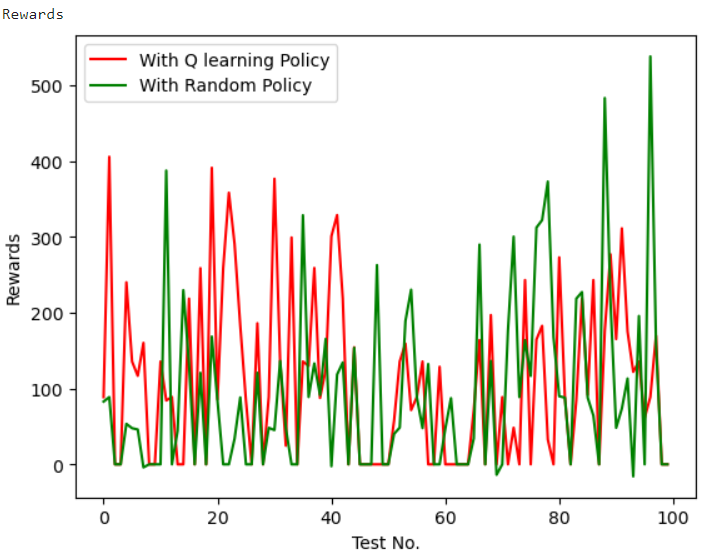 Rewards
With Q learning Policy
With Random Policy
500
400
300
200
100
0
Rewards
0 20 40 60 80 100
Test No.